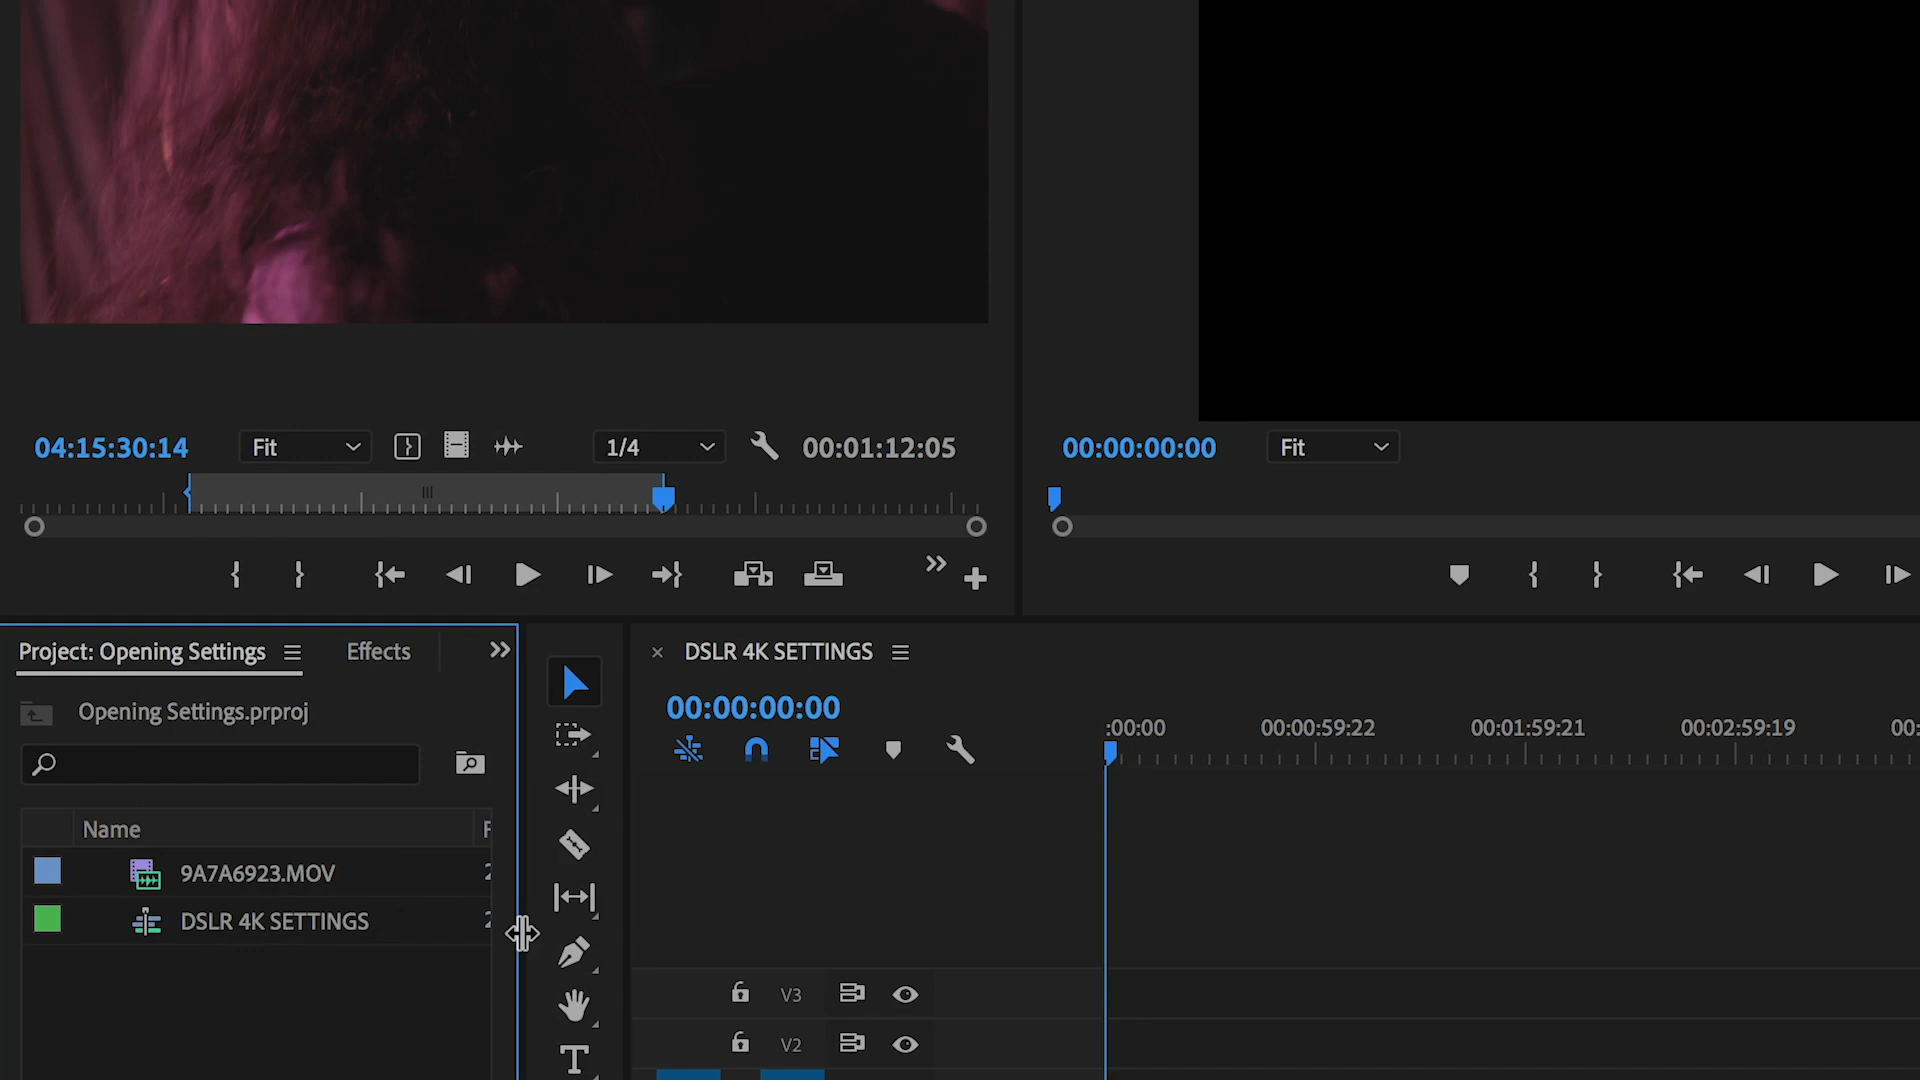 04:15:30:14 Fit 1/4 00:01:12:05
00:00:00:00 Fit
Project: Opening Settings Effects
Opening Settings.prproj
Name
9A7A6923.MOV
DSLR 4K SETTINGS
× DSLR 4K SETTINGS
00:00:00:00
:00:00 00:00:59:22 00:01:59:21 00:02:59:19 00:
V3
V2